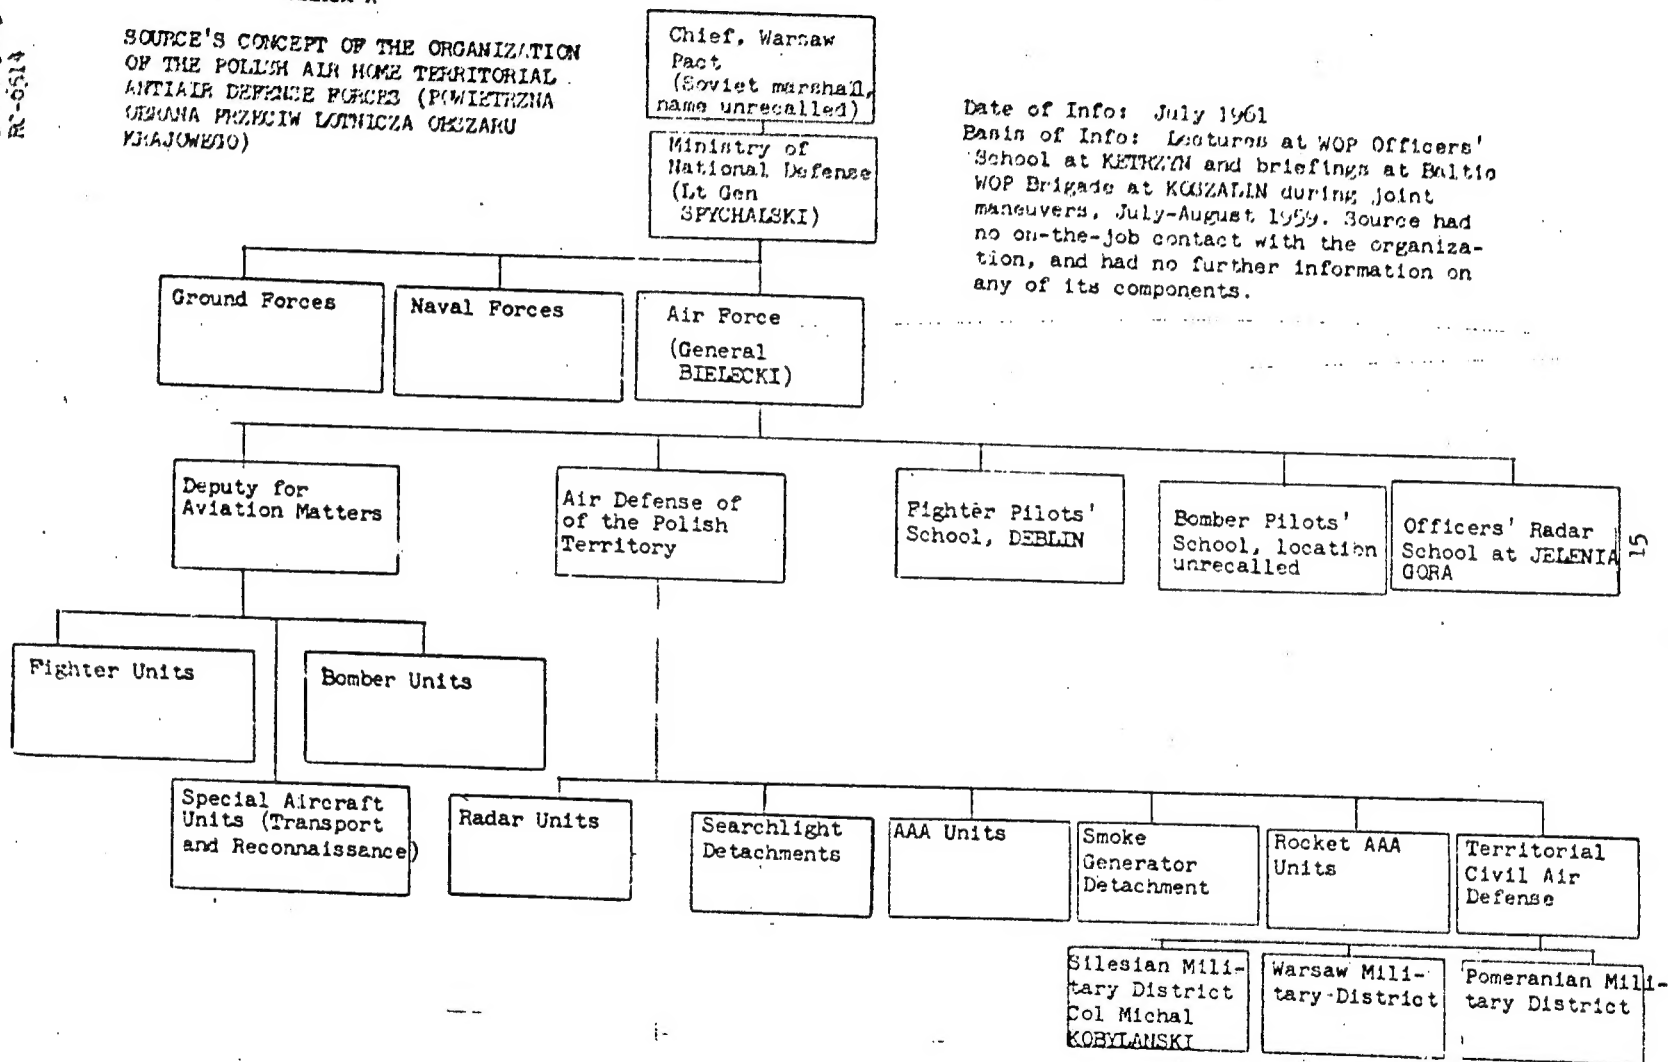 SOURCE'S CONCEPT OF THE ORGANIZATION
OF THE POLISH AIR HOME TERRITORIAL
ANTIAIR DEFENSE FORCES (POWIETRZNA
OBRANA PRZECIW LOTNICZA OBSZARU
KRAJOWEGO)
Chief, Warsaw
Pact
(Soviet marshall,
name unrecalled)
Ministry of
National Defense
(Lt Gen
SPYCHALSKI)
Date of Info: July 1961
Basis of Info: Lectures at WOP Officers'
School at KETRZYN and briefings at Baltic
WOP Brigade at KOSZALIN during joint
maneuvers, July-August 1959. Source had
no on-the-job contact with the organiza-
tion, and had no further information on
any of its components.
Ground Forces
Naval Forces
Air Force
(General
BIELECKI)
Deputy for
Aviation Matters
Air Defense of
of the Polish
Territory
Fighter Pilots'
School, DEBLIN
Bomber Pilots'
School, location
unrecalled
Officers' Radar
School at JELENIA
GORA
15
Fighter Units
Bomber Units
Special Aircraft
Units (Transport
and Reconnaissance)
Radar Units
Searchlight
Detachments
AAA Units
Smoke
Generator
Detachment
Rocket AAA
Units
Territorial
Civil Air
Defense
Silesian Mili-
tary District
Col Michal
KOBYLANSKI
Warsaw Mili-
tary District
Pomeranian Mili-
tary District